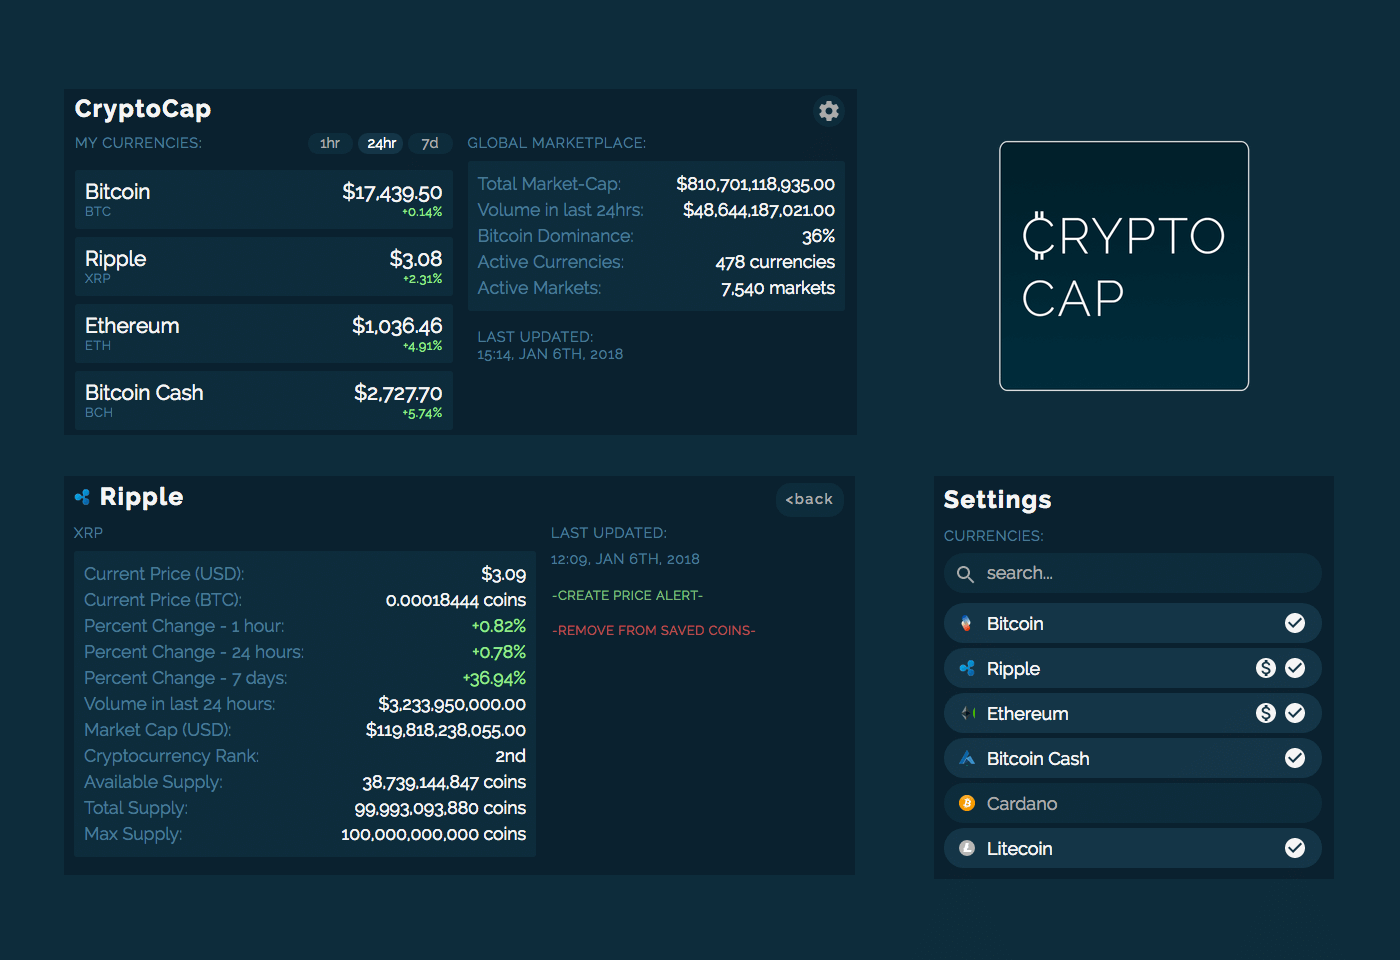 CryptoCap
MY CURRENCIES: 1hr 24hr 7d
Bitcoin $17,439.50
BTC +0.14%
Ripple $3.08
XRP +2.31%
Ethereum $1,036.46
ETH +4.91%
Bitcoin Cash $2,727.70
BCH +5.74%
GLOBAL MARKETPLACE:
Total Market-Cap: $810,701,118,935.00
Volume in last 24hrs: $48,644,187,021.00
Bitcoin Dominance: 36%
Active Currencies: 478 currencies
Active Markets: 7,540 markets
LAST UPDATED:
15:14, JAN 6TH, 2018
CRYPTO
CAP
Ripple
<back
XRP
Current Price (USD): $3.09
Current Price (BTC): 0.00018444 coins
Percent Change - 1 hour: +0.82%
Percent Change - 24 hours: +0.78%
Percent Change - 7 days: +36.94%
Volume in last 24 hours: $3,233,950,000.00
Market Cap (USD): $119,818,238,055.00
Cryptocurrency Rank: 2nd
Available Supply: 38,739,144,847 coins
Total Supply: 99,993,093,880 coins
Max Supply: 100,000,000,000 coins
LAST UPDATED:
12:09, JAN 6TH, 2018
-CREATE PRICE ALERT-
-REMOVE FROM SAVED COINS-
Settings
CURRENCIES:
search...
Bitcoin
Ripple $
Ethereum $
Bitcoin Cash
Cardano
Litecoin